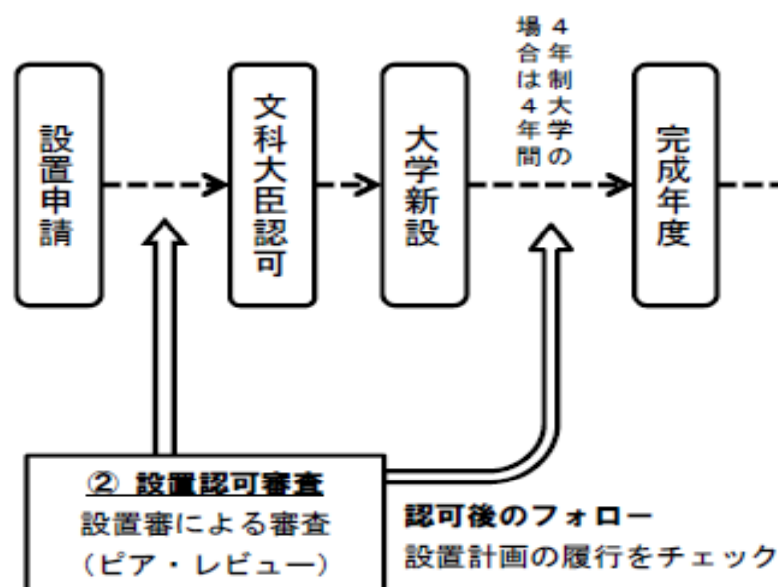 設置申請
文科大臣認可
大学新設
４年制大学の
場合は４年間
完成年度
② 設置認可審査
設置審による審査
（ピア・レビュー）
認可後のフォロー
設置計画の履行をチェック